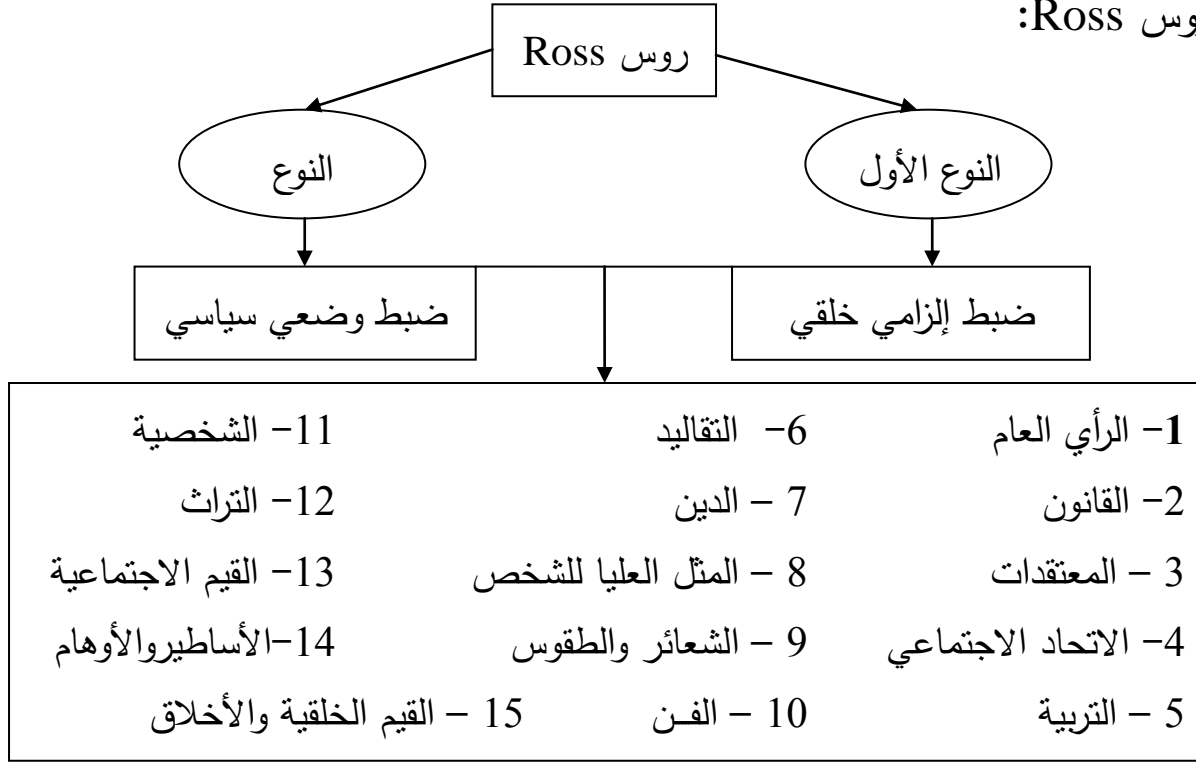 روس Ross:
روس Ross
النوع الأول
النوع
ضبط إلزامي خلقي
ضبط وضعي سياسي
1- الرأي العام 6- التقاليد 11- الشخصية
2- القانون 7 – الدين 12- التراث
3 – المعتقدات 8 – المثل العليا للشخص 13- القيم الاجتماعية
4- الاتحاد الاجتماعي 9 – الشعائر والطقوس 14-الأساطيروالأوهام
5 – التربية 10 – الفـن 15 – القيم الخلقية والأخلاق